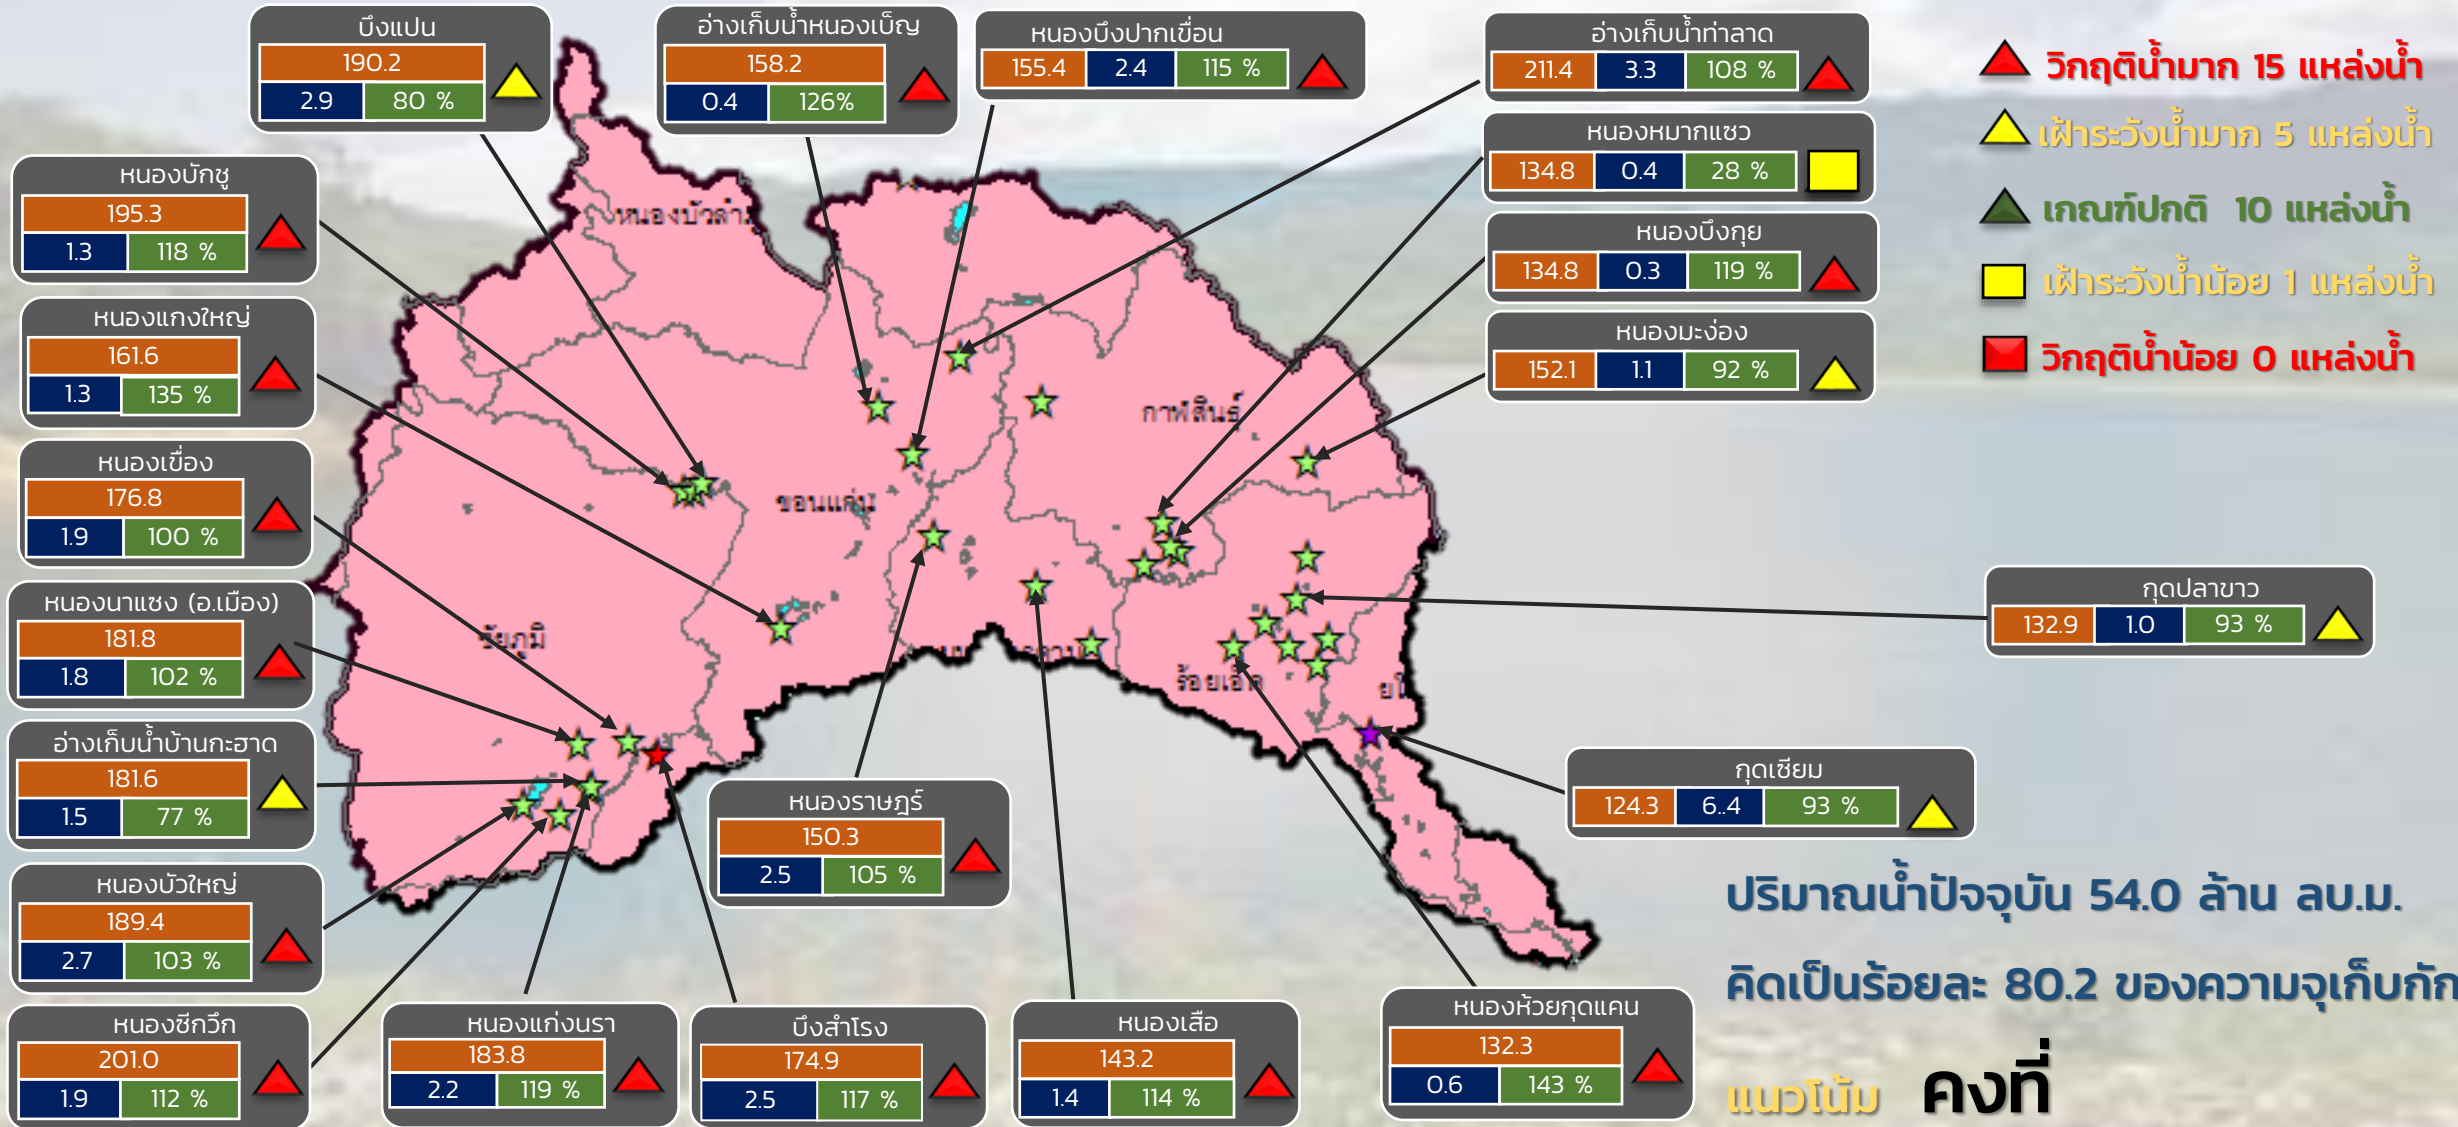 บึงแปน
190.2
2.9 80 %
อ่างเก็บน้ำหนองเบ็ญ
158.2
0.4 126%
หนองบึงปากเขื่อน
155.4 2.4 115 %
อ่างเก็บน้ำท่าลาด
211.4 3.3 108 %
วิกฤติน้ำมาก 15 แหล่งน้ำ
เฝ้าระวังน้ำมาก 5 แหล่งน้ำ
เกณฑ์ปกติ 10 แหล่งน้ำ
เฝ้าระวังน้ำน้อย 1 แหล่งน้ำ
วิกฤติน้ำน้อย 0 แหล่งน้ำ
หนองหมากแซว
134.8 0.4 28 %
หนองบึงกุย
134.8 0.3 119 %
หนองมะง่อง
152.1 1.1 92 %
หนองบักชู
195.3
1.3 118 %
หนองแกงใหญ่
161.6
1.3 135 %
หนองเขื่อง
176.8
1.9 100 %
หนองนาแซง (อ.เมือง)
181.8
1.8 102 %
อ่างเก็บน้ำบ้านกะฮาด
181.6
1.5 77 %
หนองบัวใหญ่
189.4
2.7 103 %
หนองซีกวึก
201.0
1.9 112 %
หนองแก่งนรา
183.8
2.2 119 %
บึงสำโรง
174.9
2.5 117 %
หนองราษฎร์
150.3
2.5 105 %
หนองเสือ
143.2
1.4 114 %
หนองห้วยกุดแคน
132.3
0.6 143 %
กุดปลาขาว
132.9 1.0 93 %
กุดเซียม
124.3 6..4 93 %
หนองบัวลำภู
กาฬสินธุ์
ขอนแก่น
ชัยภูมิ
ร้อยเอ็ด
ปริมาณน้ำปัจจุบัน 54.0 ล้าน ลบ.ม.
คิดเป็นร้อยละ 80.2 ของความจุเก็บกัก
แนวโน้ม คงที่